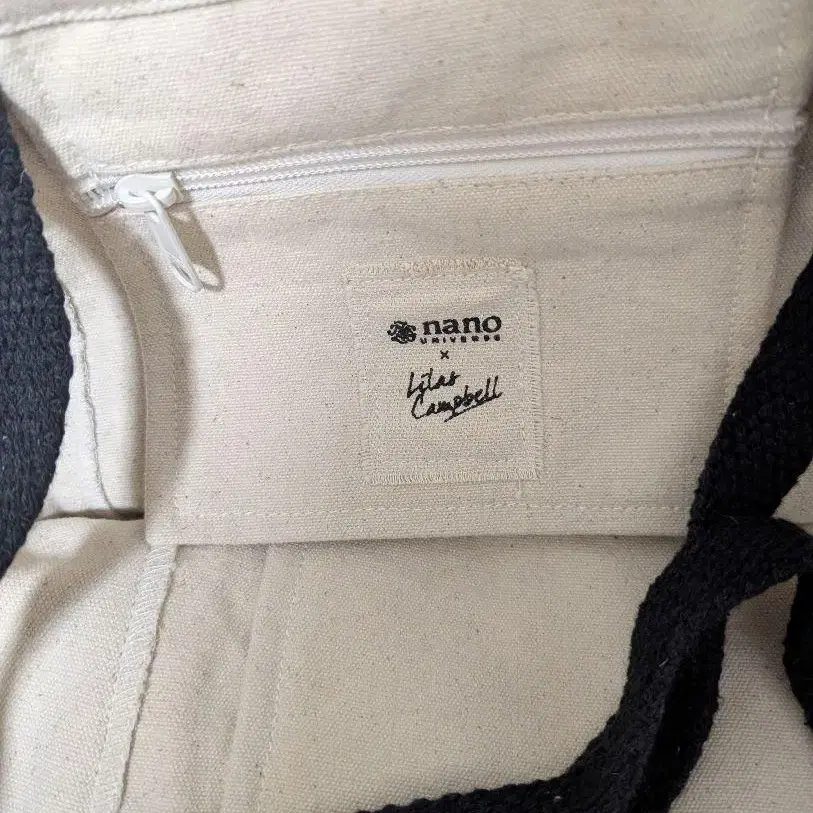 nano
UNIVERSE
×
Lilas
Campbell